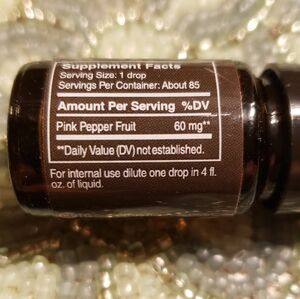 Supplement Facts
Serving Size: 1 drop
Servings Per Container: About 85
Amount Per Serving %DV
Pink Pepper Fruit 60 mg**
**Daily Value (DV) not established.
For internal use dilute one drop in 4 fl.
oz. of liquid.